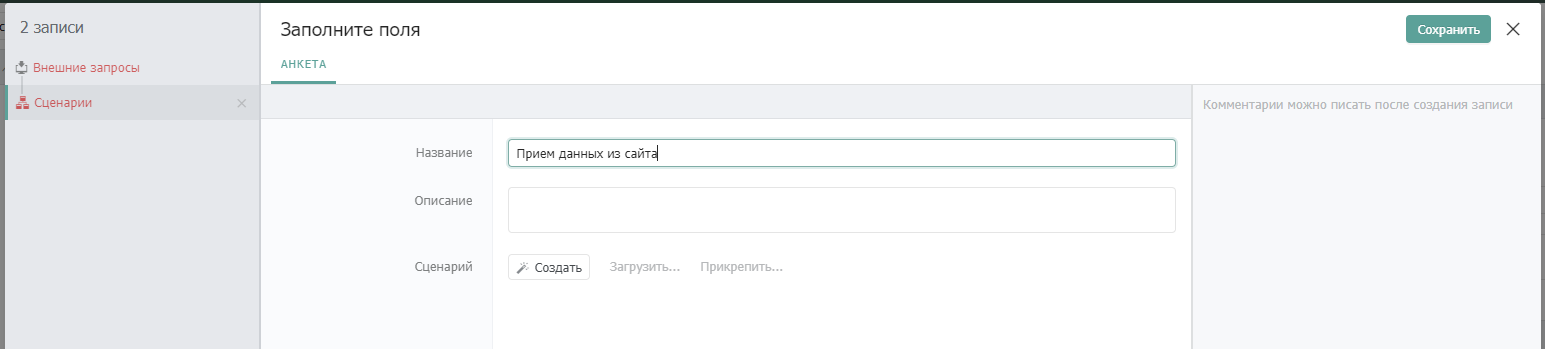 2 записи
Внешние запросы
Сценарии
Заполните поля
Сохранить
АНКЕТА
Комментарии можно писать после создания записи
Название
Прием данных из сайта
Описание
Сценарий
Создать
Загрузить...
Прикрепить...